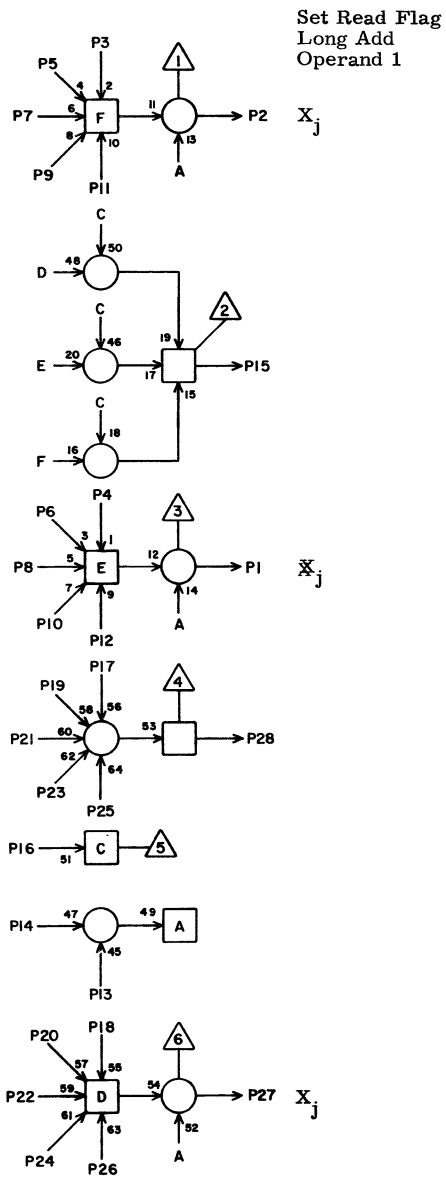 Set Read Flag
Long Add
Operand 1
P3
1
P5
4
2
P7
6
F
11
P2
Xj
8
10
13
P9
P11
A
C
50
D
48
C
2
46
19
E
20
17
P15
C
15
18
F
16
P4
3
P6
3
1
P8
5
E
12
P1
Xj
7
9
14
P10
P12
A
P17
4
P19
58
56
P21
60
53
P28
62
64
P23
P25
P16
C
5
51
P14
47
49
A
45
P13
P18
6
P20
57
55
P22
59
D
54
P27
Xj
61
63
52
P24
P26
A